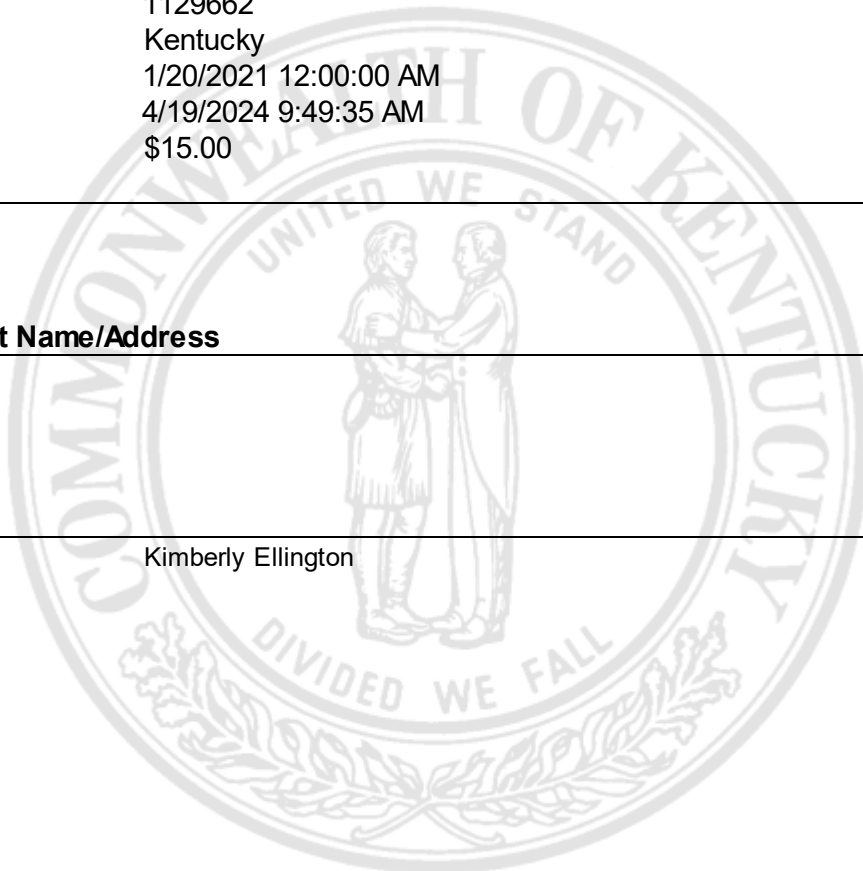 1129662
Kentucky
1/20/2021 12:00:00 AM
4/19/2024 9:49:35 AM
$15.00
COMMONWEALTH OF KENTUCKY
UNITED WE STAND
t Name/Address
Kimberly Ellington
DIVIDED WE FALL